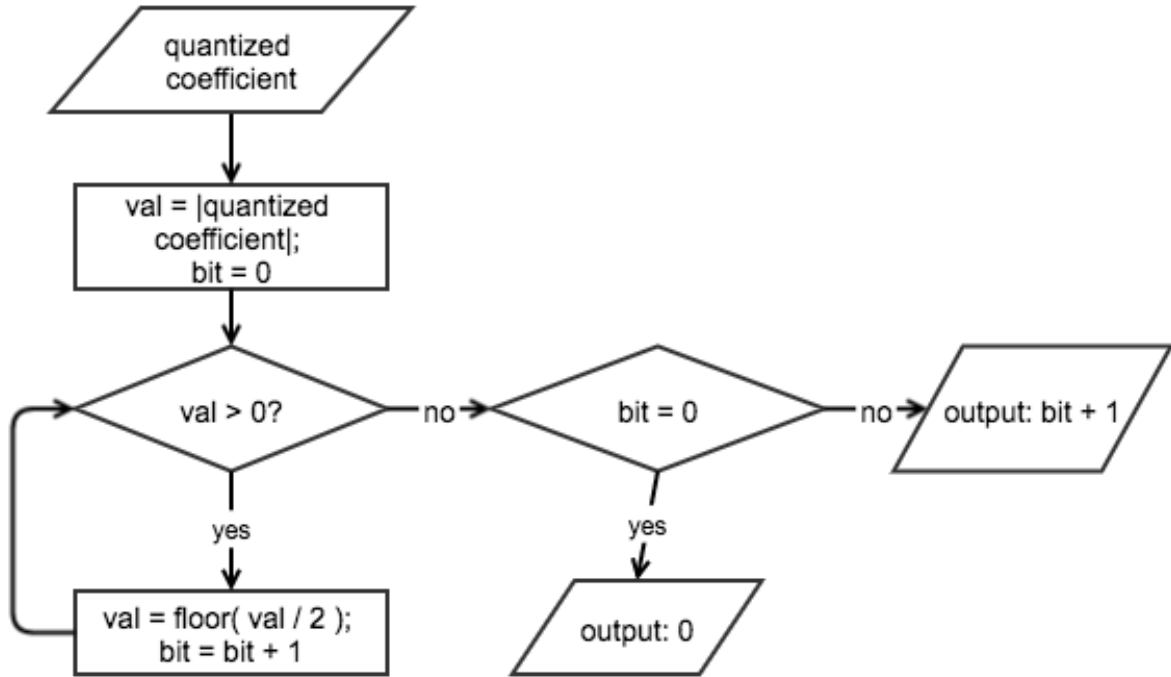 quantized
coefficient
val = |quantized
coefficient|;
bit = 0
val > 0?
no
bit = 0
no
output: bit + 1
yes
yes
val = floor( val / 2 );
bit = bit + 1
output: 0